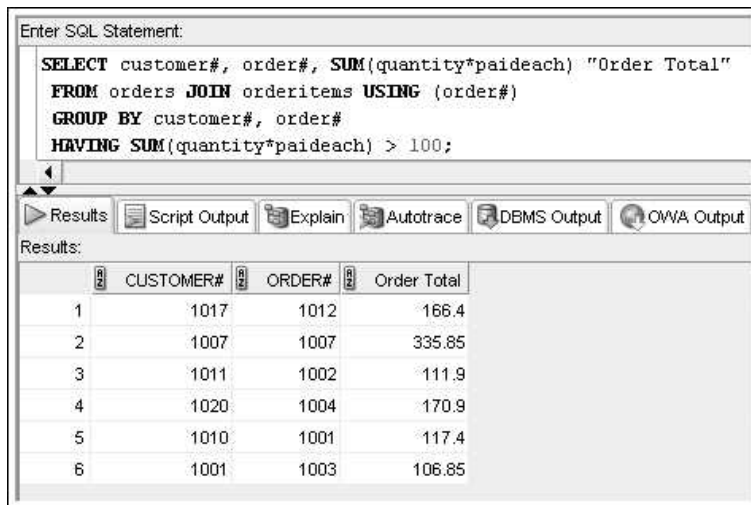 Enter SQL Statement:
SELECT customer#, order#, SUM(quantity*paideach) "Order Total"
FROM orders JOIN orderitems USING (order#)
GROUP BY customer#, order#
HAVING SUM(quantity*paideach) > 100;
Results Script Output Explain Autotrace DBMS Output OWA Output
Results:
CUSTOMER# ORDER# Order Total
1 1017 1012 166.4
2 1007 1007 335.85
3 1011 1002 111.9
4 1020 1004 170.9
5 1010 1001 117.4
6 1001 1003 106.85